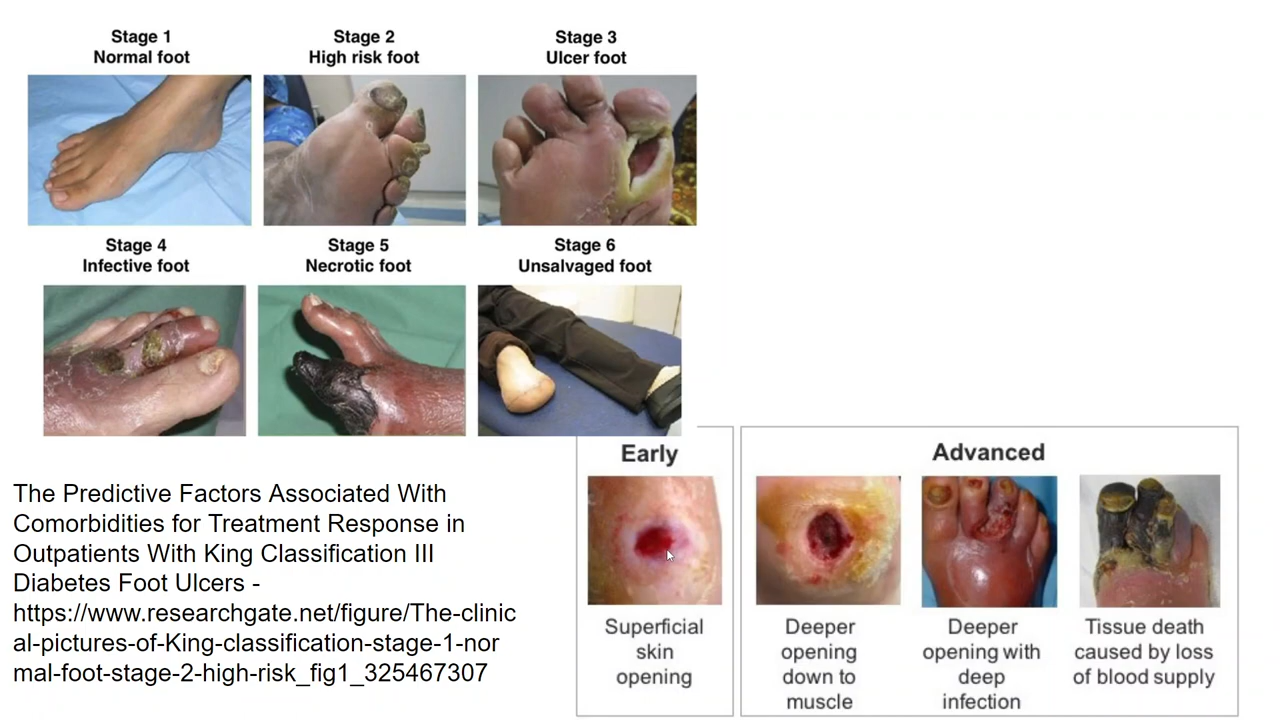 Stage 1
Normal foot
Stage 2
High risk foot
Stage 3
Ulcer foot
Stage 4
Infective foot
Stage 5
Necrotic foot
Stage 6
Unsalvaged foot
The Predictive Factors Associated With
Comorbidities for Treatment Response in
Outpatients With King Classification III
Diabetes Foot Ulcers -
https://www.researchgate.net/figure/The-clinic
al-pictures-of-King-classification-stage-1-nor
mal-foot-stage-2-high-risk_fig1_325467307
Early
Superficial
skin
opening
Advanced
Deeper
opening
down to
muscle
Deeper
opening with
deep
infection
Tissue death
caused by loss
of blood supply